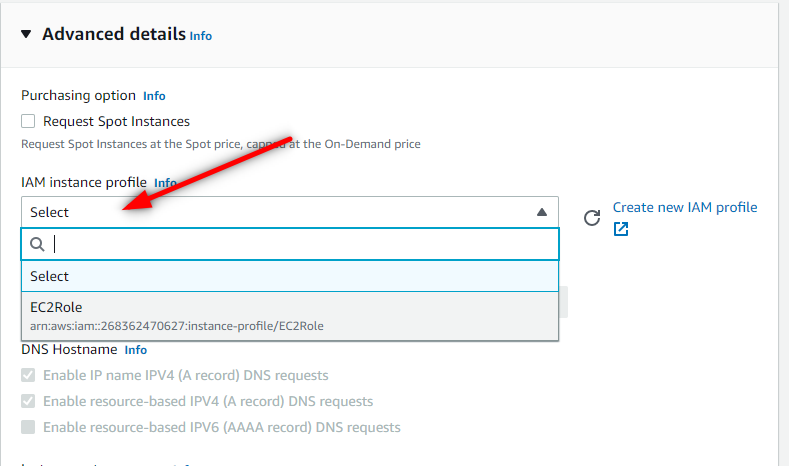 Advanced details Info
Purchasing option Info
Request Spot Instances
Request Spot Instances at the Spot price, capped at the On-Demand price
IAM instance profile Info
Select
Create new IAM profile
Select
EC2Role
arn:aws:iam::268362470627:instance-profile/EC2Role
DNS Hostname Info
Enable IP name IPV4 (A record) DNS requests
Enable resource-based IPV4 (A record) DNS requests
Enable resource-based IPV6 (AAAA record) DNS requests